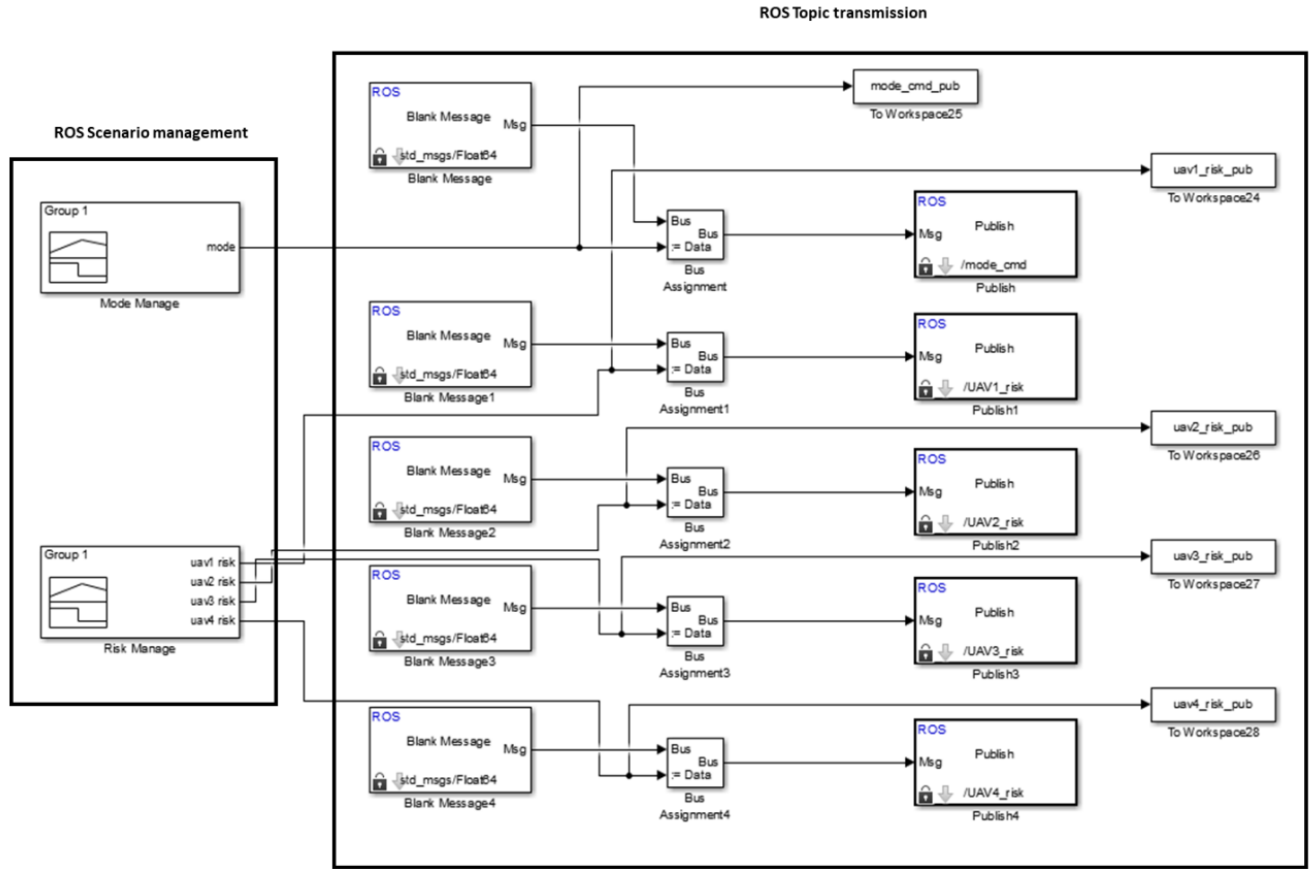 ROS Topic transmission
ROS Scenario management
Group 1
mode
Mode Manage
Group 1
uav1 risk
uav2 risk
uav3 risk
uav4 risk
Risk Manage
ROS
Blank Message
Msg
std_msgs/Float64
Blank Message
mode_cmd_pub
To Workspace25
uav1_risk_pub
To Workspace24
Bus
Bus
:= Data
Bus
Assignment
ROS
Publish
Msg
/mode_cmd
Publish
ROS
Blank Message
Msg
std_msgs/Float64
Blank Message1
Bus
Bus
:= Data
Bus
Assignment1
ROS
Publish
Msg
/UAV1_risk
Publish1
uav2_risk_pub
To Workspace26
ROS
Blank Message
Msg
std_msgs/Float64
Blank Message2
Bus
Bus
:= Data
Bus
Assignment2
ROS
Publish
Msg
/UAV2_risk
Publish2
uav3_risk_pub
To Workspace27
ROS
Blank Message
Msg
std_msgs/Float64
Blank Message3
Bus
Bus
:= Data
Bus
Assignment3
ROS
Publish
Msg
/UAV3_risk
Publish3
uav4_risk_pub
To Workspace28
ROS
Blank Message
Msg
std_msgs/Float64
Blank Message4
Bus
Bus
:= Data
Bus
Assignment4
ROS
Publish
Msg
/UAV4_risk
Publish4